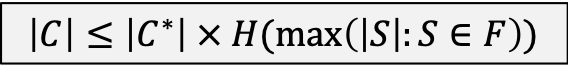 |C| ≤ |C*| × H(max(|S|: S ∈ F))